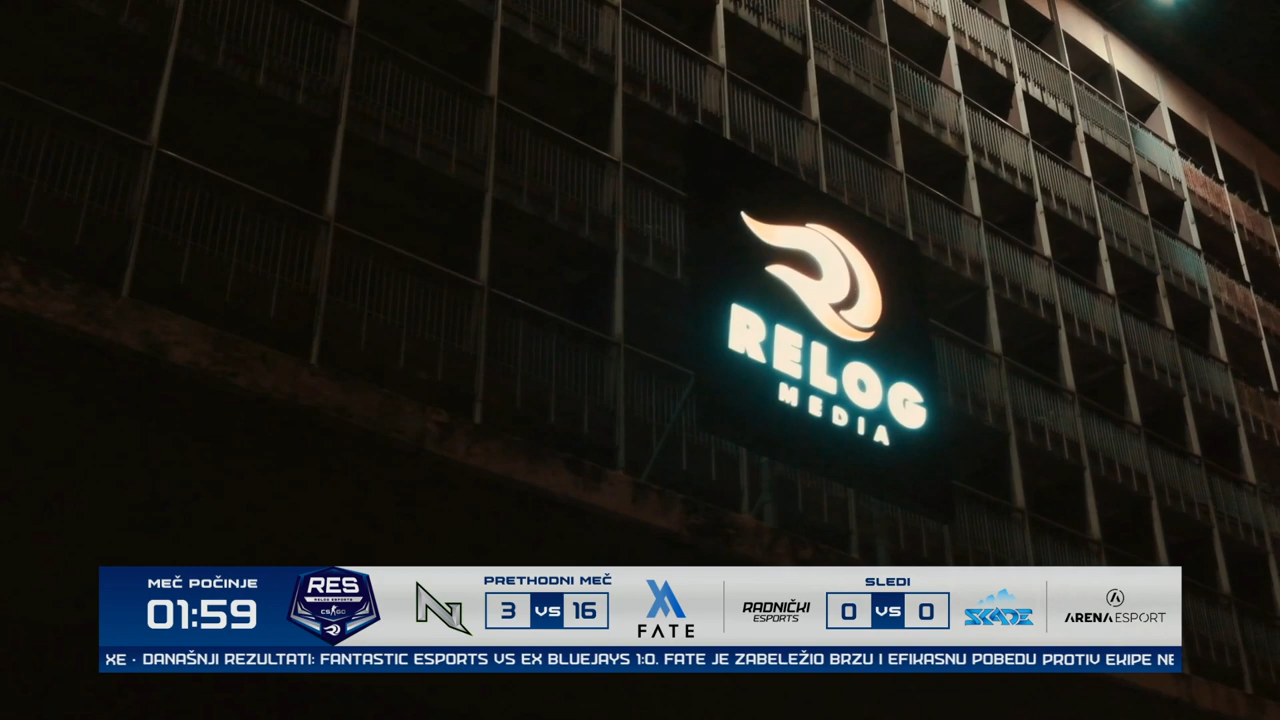 RELOG
MEDIA
MEČ POČINJE
01:59
RES
RELOG ESPORTS
CS:GO
N
PRETHODNI MEČ
3 VS 16
FATE
RADNIČKI
ESPORTS
SLEDI
0 VS 0
SKADE
ARENA ESPORT
XE · DANAŠNJI REZULTATI: FANTASTIC ESPORTS VS EX BLUEJAYS 1:0. FATE JE ZABELEŽIO BRZU I EFIKASNU POBEDU PROTIV EKIPE NE